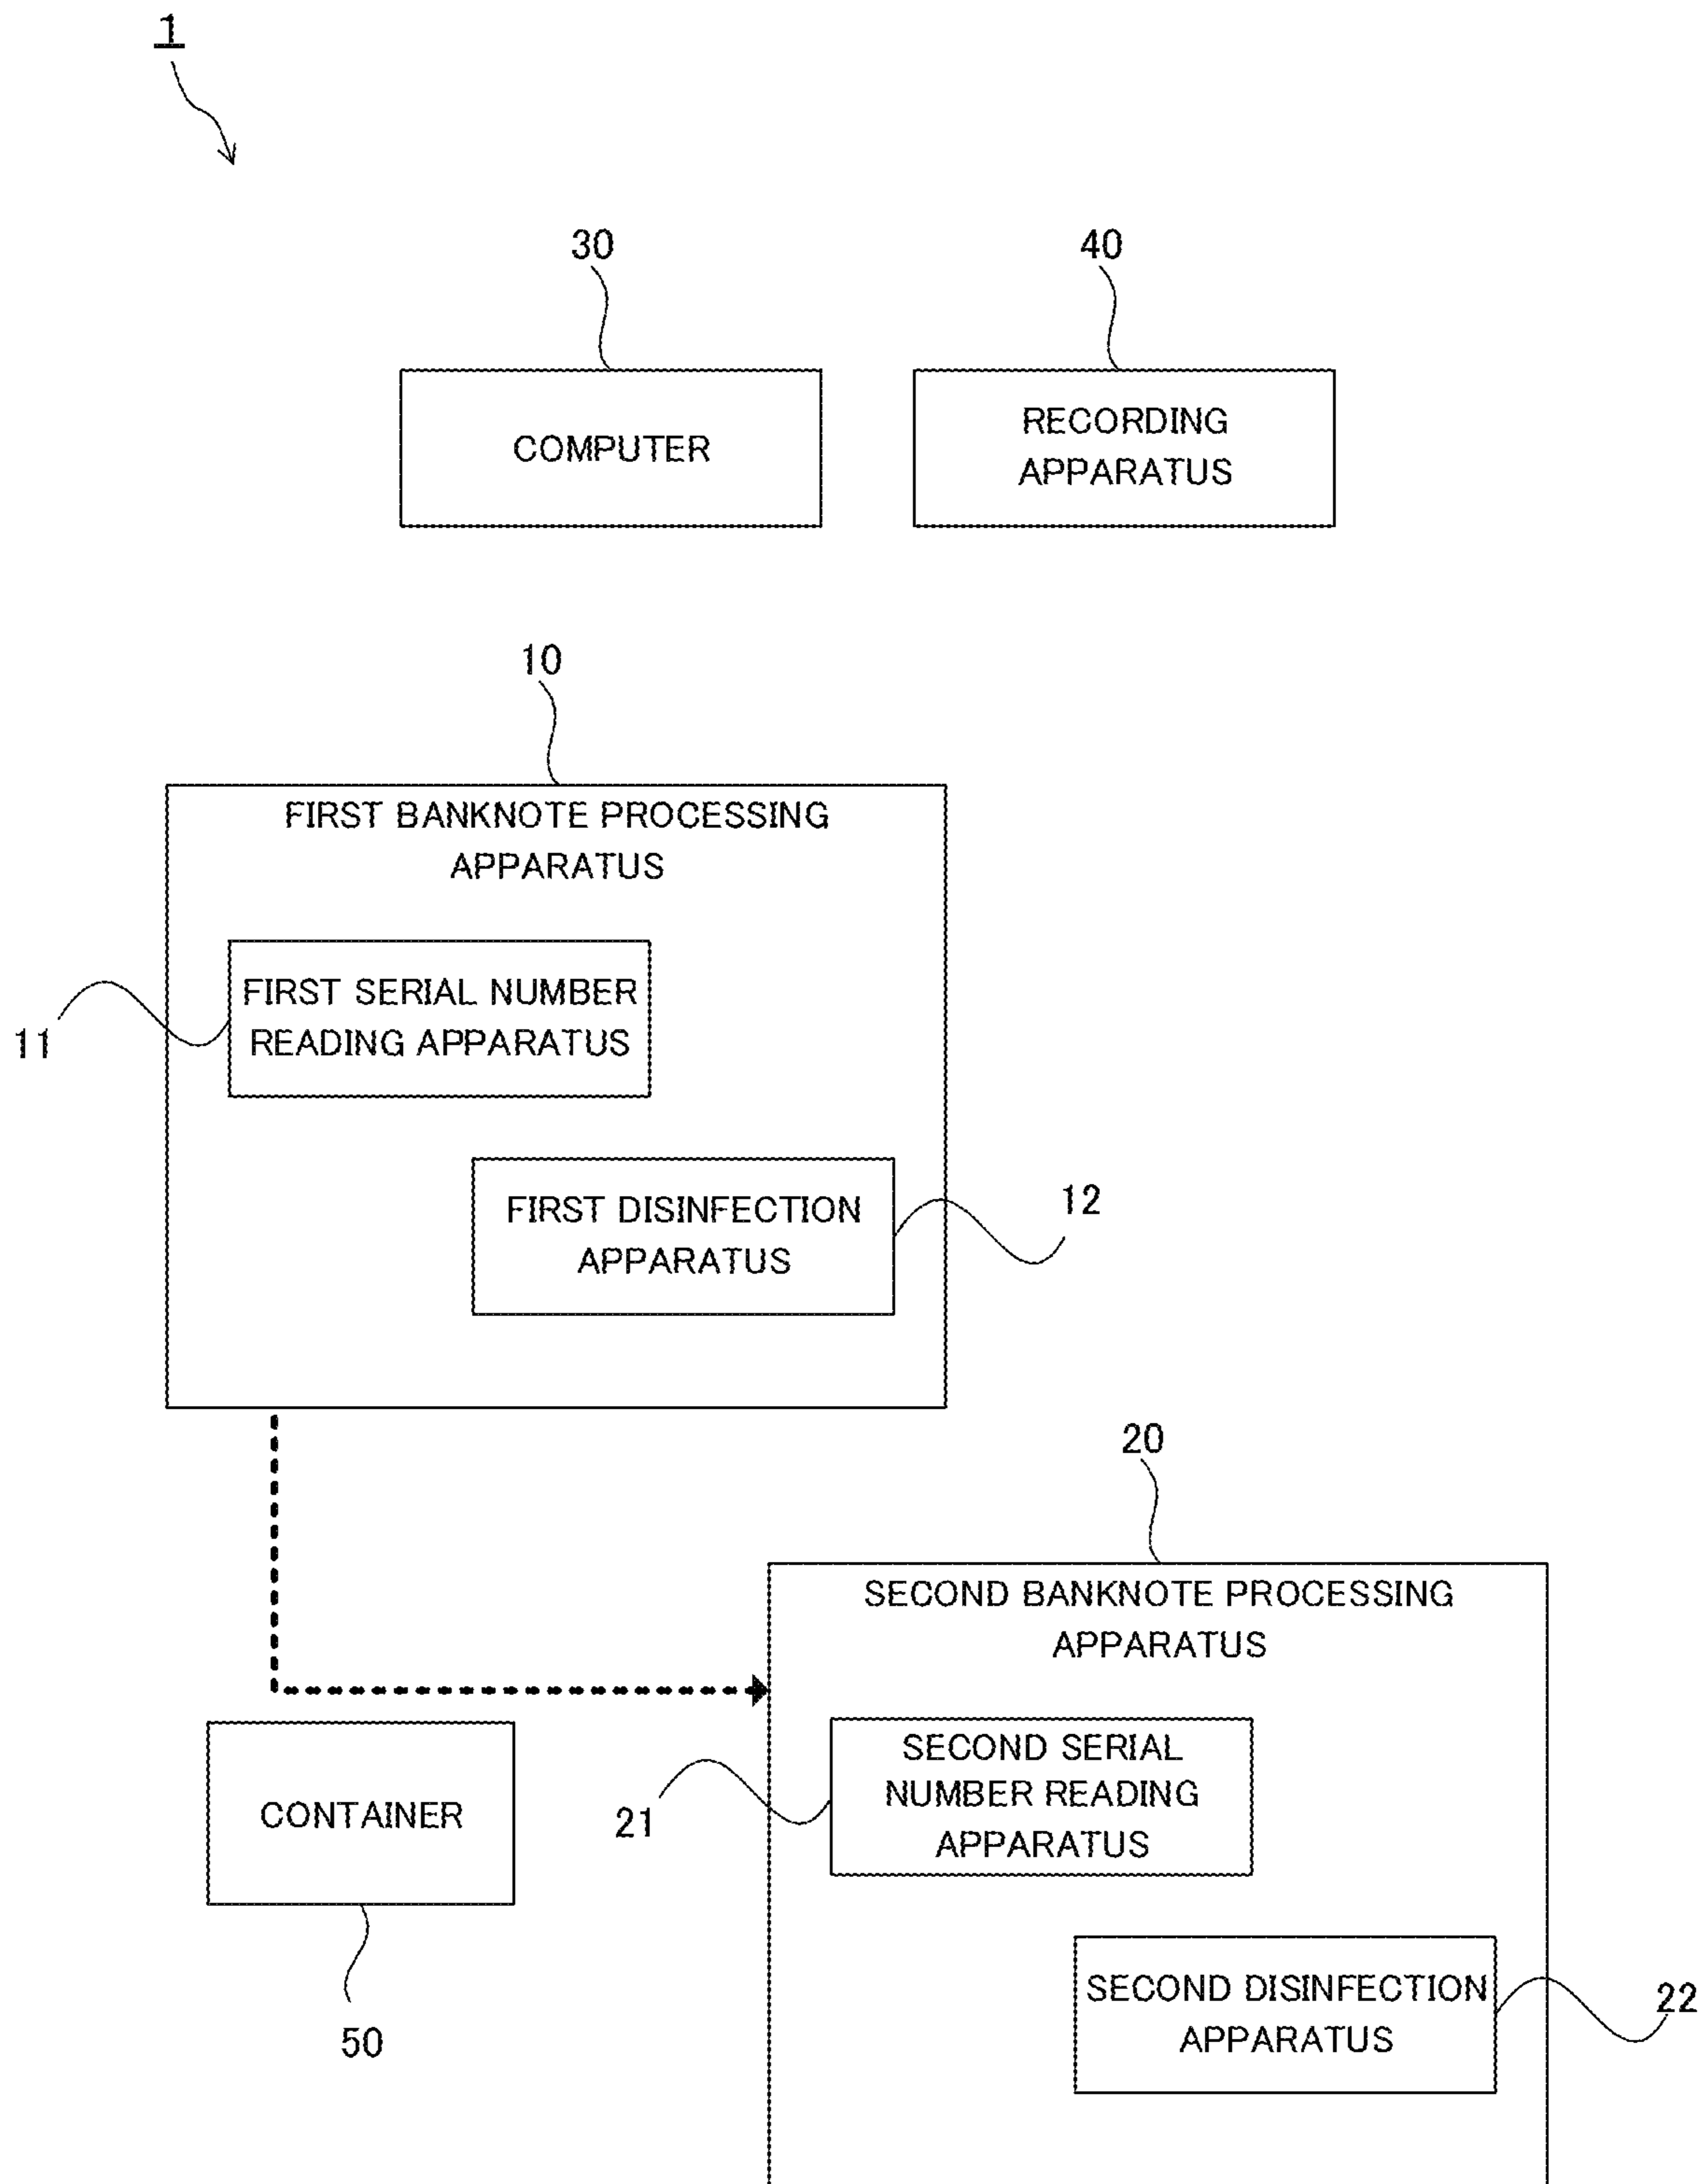 1
30
40
COMPUTER
RECORDING
APPARATUS
10
FIRST BANKNOTE PROCESSING
APPARATUS
FIRST SERIAL NUMBER
READING APPARATUS
11
FIRST DISINFECTION
APPARATUS
12
20
SECOND BANKNOTE PROCESSING
APPARATUS
SECOND SERIAL
NUMBER READING
APPARATUS
21
CONTAINER
50
SECOND DISINFECTION
APPARATUS
22